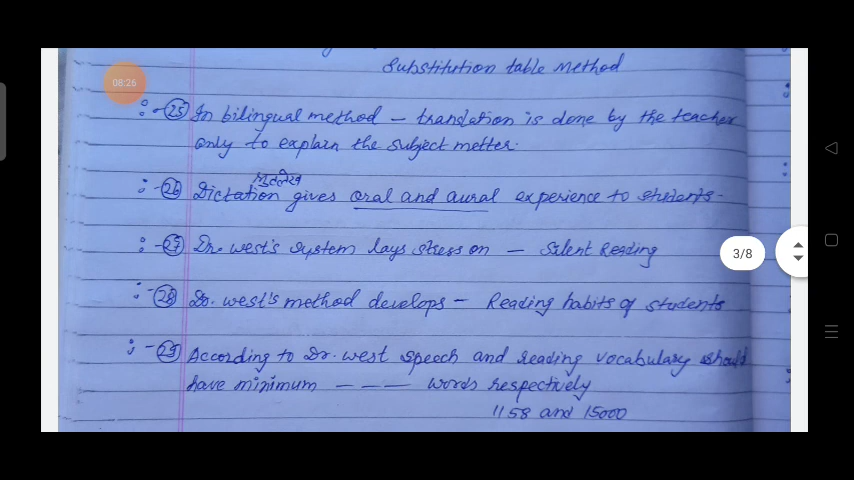 Substitution table Method
08:26
:- (25) In bilingual method – translation is done by the teacher
only to explain the subject metter.
श्रुतलेख
:- (26) Dictation gives oral and aural experience to students-
:- (27) Dr. west's system lays stress on – Silent Reading
3/8
:- (28) Dr. west's method develops – Reading habits of students
:- (29) According to Dr. west speech and reading vocabulary should
have minimum – – – words respectively
1158 and 15000